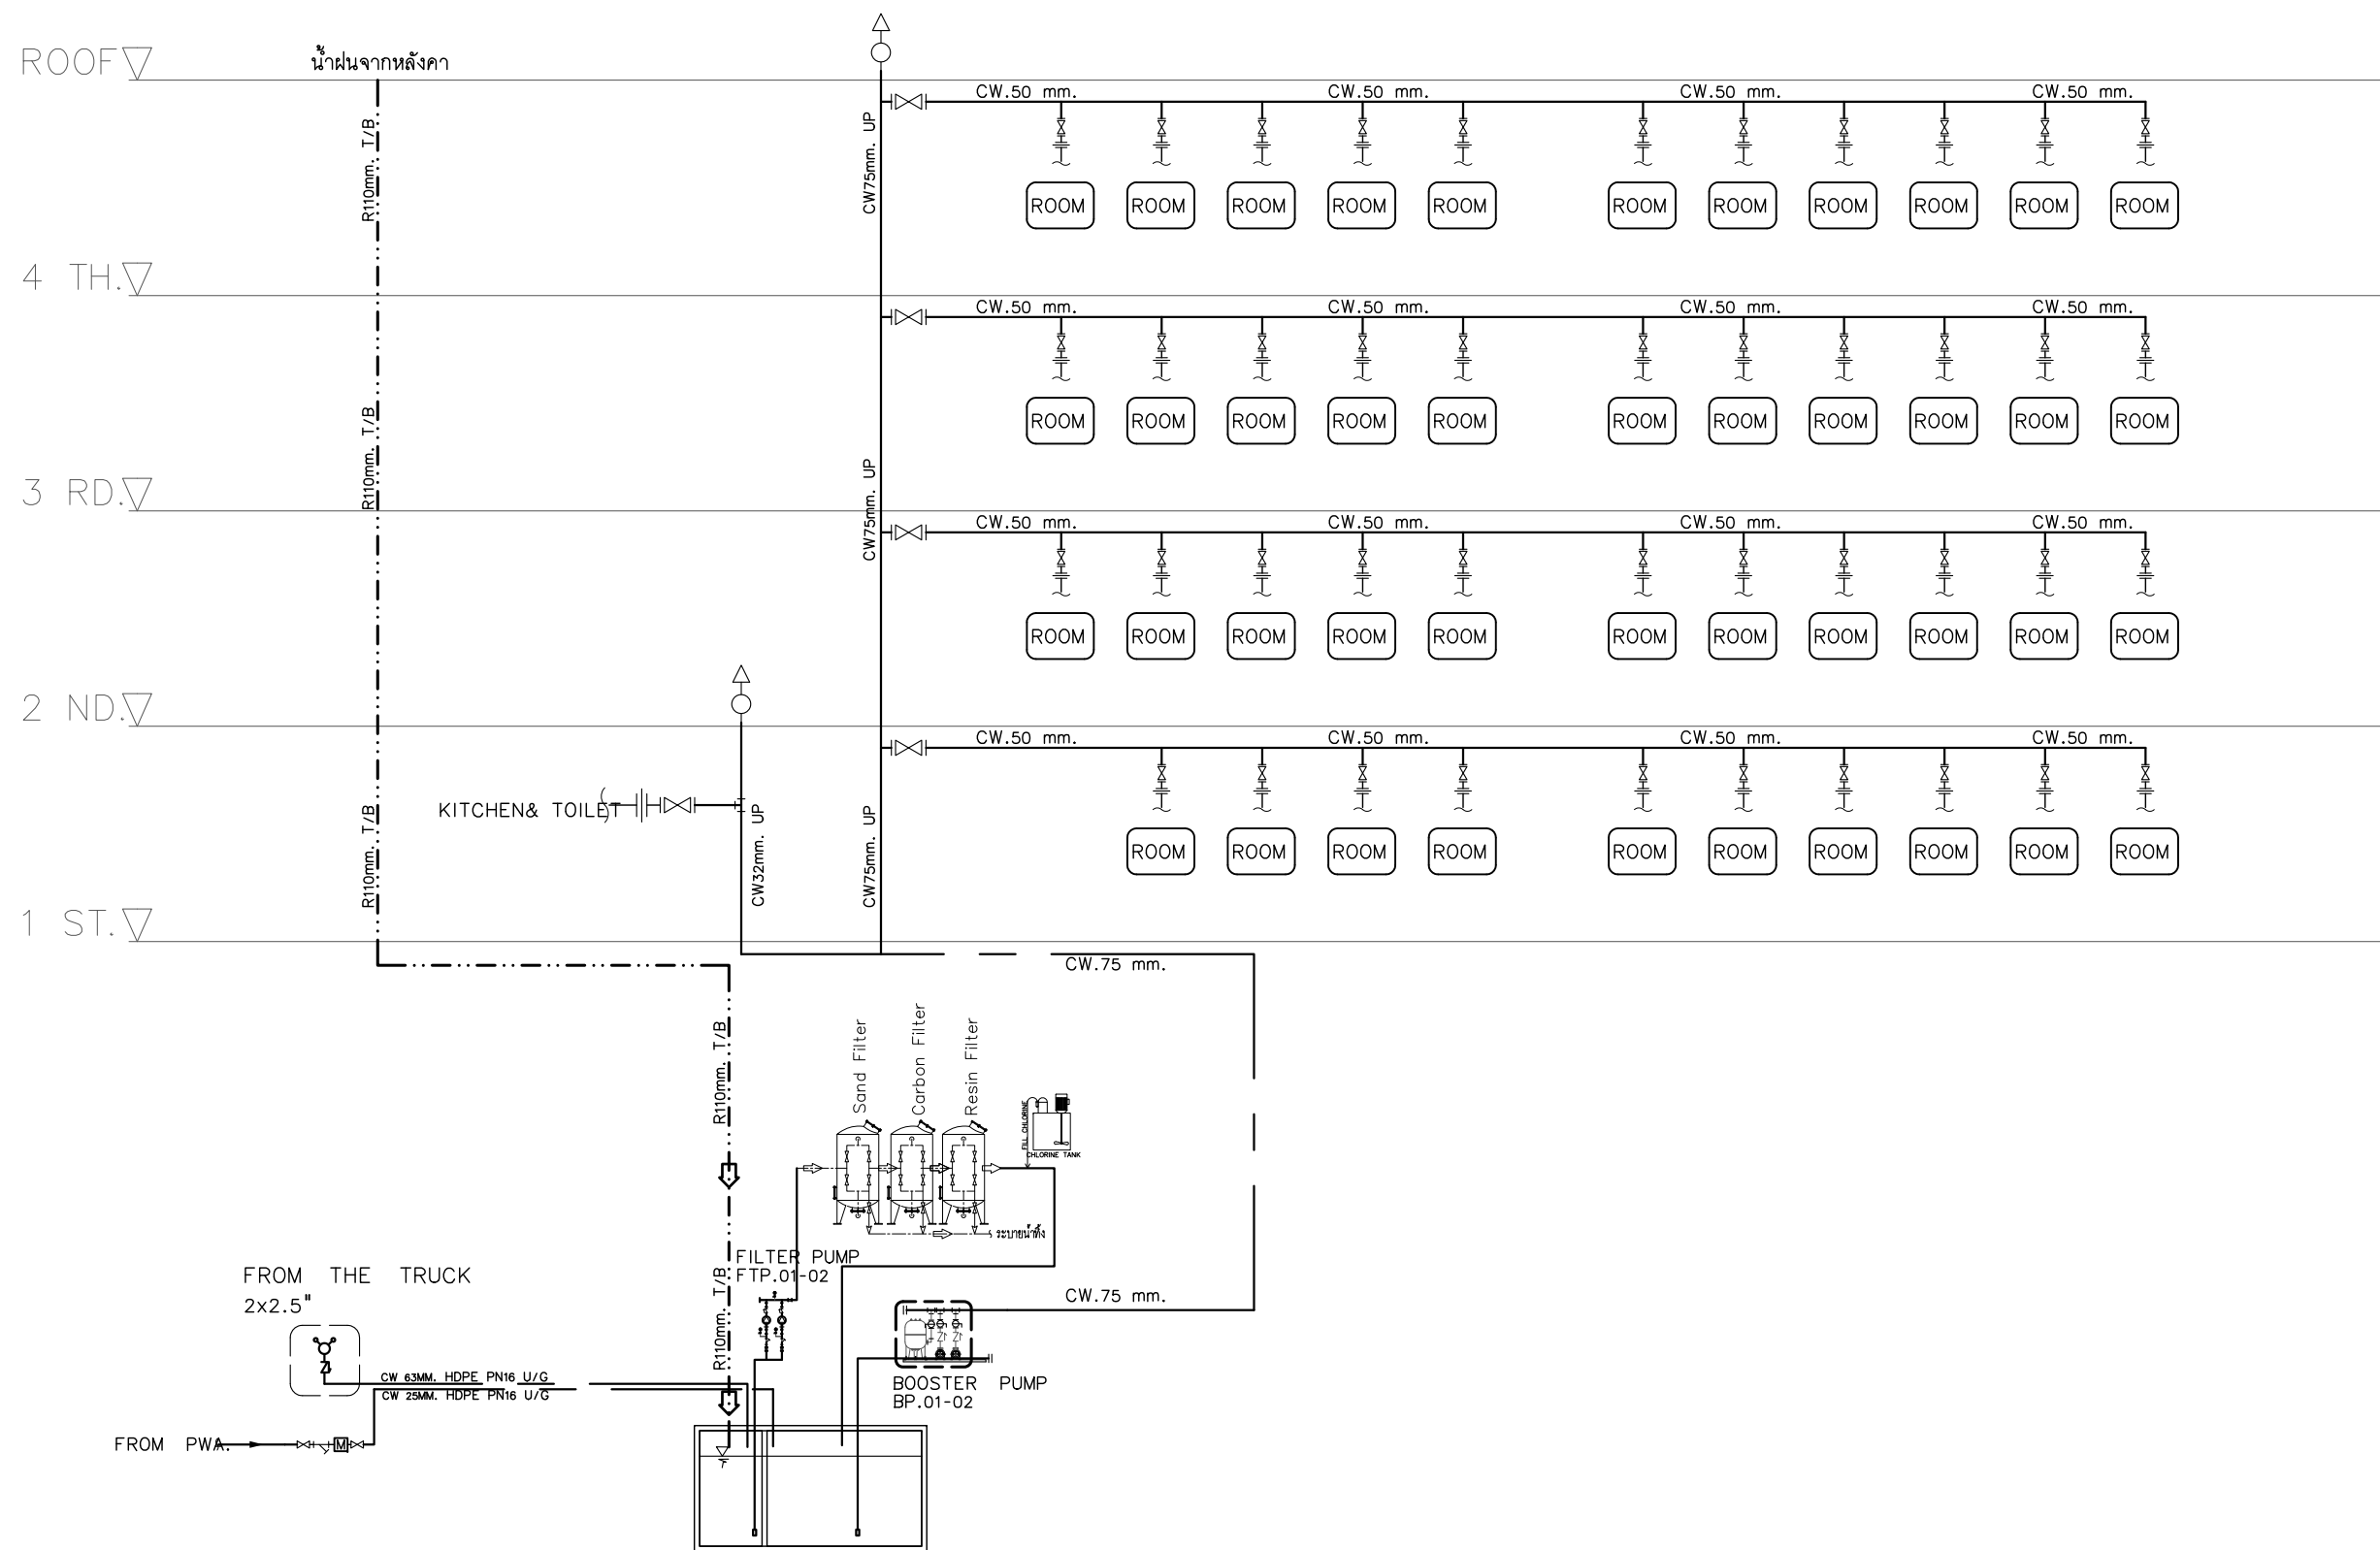 ROOF
น้ำฝนจากหลังคา
CW.50 mm. CW.50 mm. CW.50 mm. CW.50 mm.
R110mm. T/B
CW75mm. UP
ROOM ROOM ROOM ROOM ROOM ROOM ROOM ROOM ROOM ROOM ROOM
4 TH.
CW.50 mm. CW.50 mm. CW.50 mm. CW.50 mm.
ROOM ROOM ROOM ROOM ROOM ROOM ROOM ROOM ROOM ROOM ROOM
R110mm. T/B
CW75mm. UP
3 RD.
CW.50 mm. CW.50 mm. CW.50 mm. CW.50 mm.
ROOM ROOM ROOM ROOM ROOM ROOM ROOM ROOM ROOM ROOM ROOM
2 ND.
CW.50 mm. CW.50 mm. CW.50 mm. CW.50 mm.
KITCHEN& TOILET
R110mm. T/B
CW32mm. UP
CW75mm. UP
ROOM ROOM ROOM ROOM ROOM ROOM ROOM ROOM ROOM ROOM
1 ST.
CW.75 mm.
R110mm. T/B
Sand Filter
Carbon Filter
Resin Filter
FILL CHLORINE
CHLORINE TANK
ระบายน้ำทิ้ง
FILTER PUMP
FTP.01-02
R110mm. T/B
FROM THE TRUCK
2x2.5"
CW.75 mm.
CW 63MM. HDPE PN16 U/G
CW 25MM. HDPE PN16 U/G
BOOSTER PUMP
BP.01-02
FROM PWA.
M